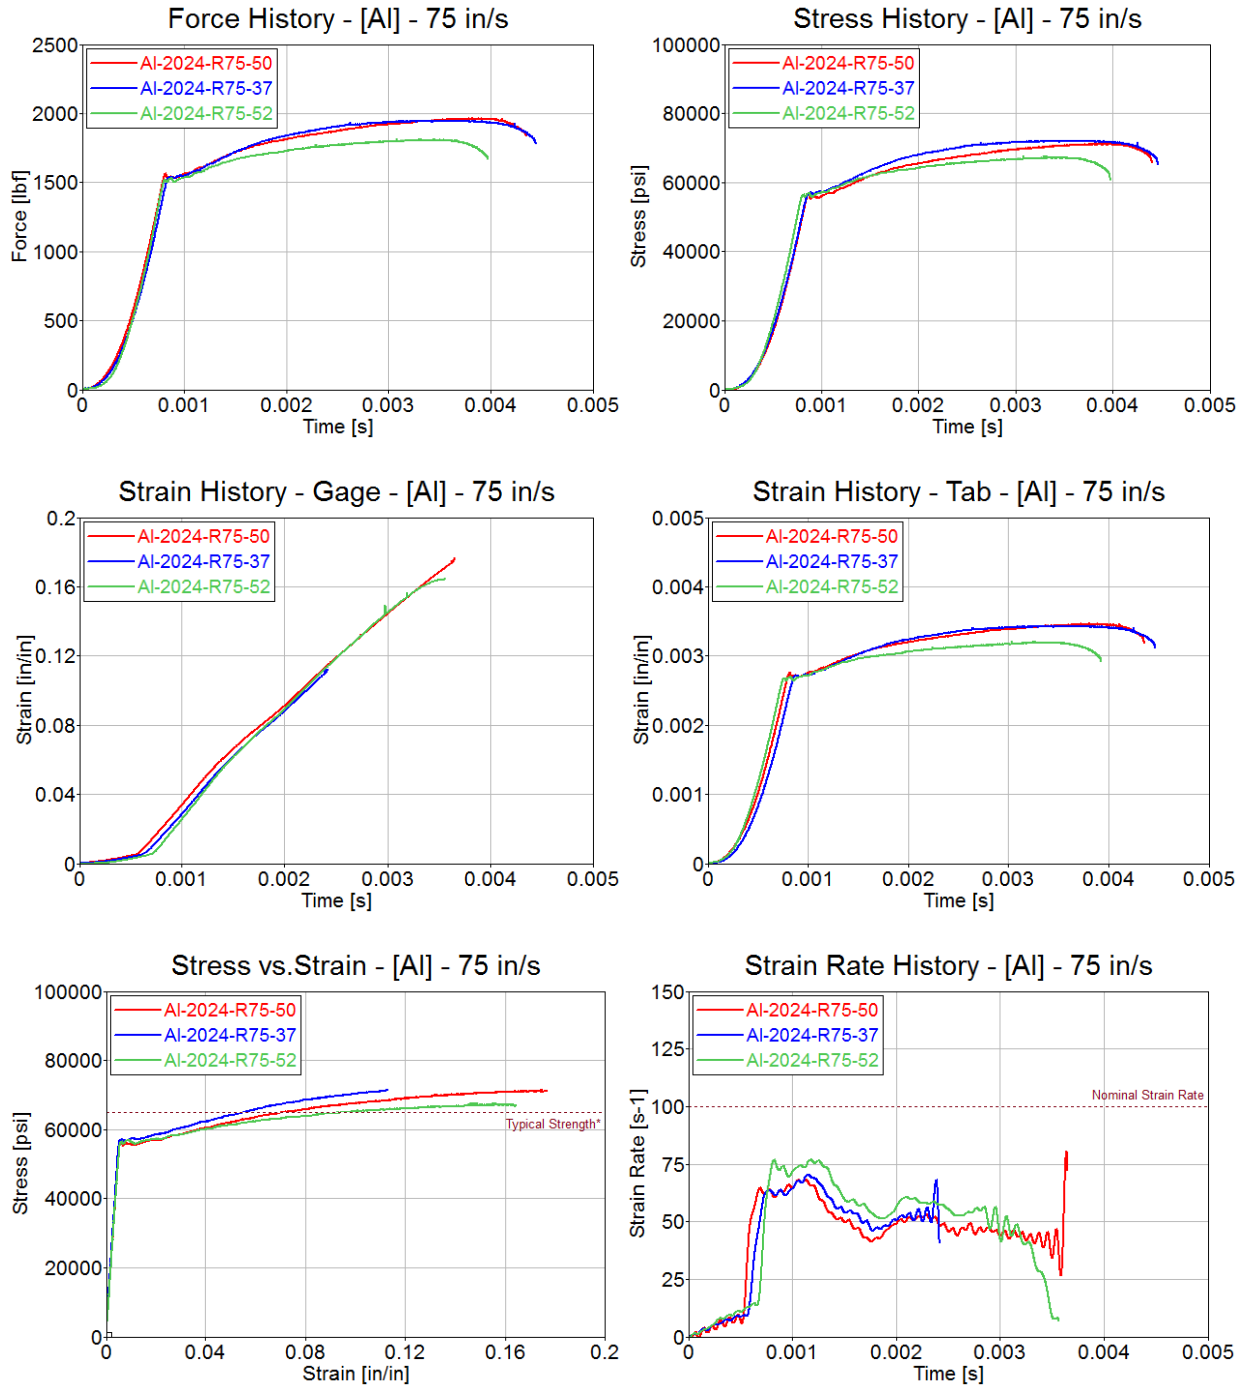 Force History - [Al] - 75 in/s
2500
2000
1500
1000
500
0
Force [lbf]
Al-2024-R75-50
Al-2024-R75-37
Al-2024-R75-52
0 0.001 0.002 0.003 0.004 0.005
Time [s]
Stress History - [Al] - 75 in/s
100000
80000
60000
40000
20000
0
Stress [psi]
Al-2024-R75-50
Al-2024-R75-37
Al-2024-R75-52
0 0.001 0.002 0.003 0.004 0.005
Time [s]
Strain History - Gage - [Al] - 75 in/s
0.2
0.16
0.12
0.08
0.04
0
Strain [in/in]
Al-2024-R75-50
Al-2024-R75-37
Al-2024-R75-52
0 0.001 0.002 0.003 0.004 0.005
Time [s]
Strain History - Tab - [Al] - 75 in/s
0.005
0.004
0.003
0.002
0.001
0
Strain [in/in]
Al-2024-R75-50
Al-2024-R75-37
Al-2024-R75-52
0 0.001 0.002 0.003 0.004 0.005
Time [s]
Stress vs.Strain - [Al] - 75 in/s
100000
80000
60000
40000
20000
0
Stress [psi]
Al-2024-R75-50
Al-2024-R75-37
Al-2024-R75-52
Typical Strength*
0 0.04 0.08 0.12 0.16 0.2
Strain [in/in]
Strain Rate History - [Al] - 75 in/s
150
125
100
75
50
25
0
Strain Rate [s-1]
Al-2024-R75-50
Al-2024-R75-37
Al-2024-R75-52
Nominal Strain Rate
0 0.001 0.002 0.003 0.004 0.005
Time [s]